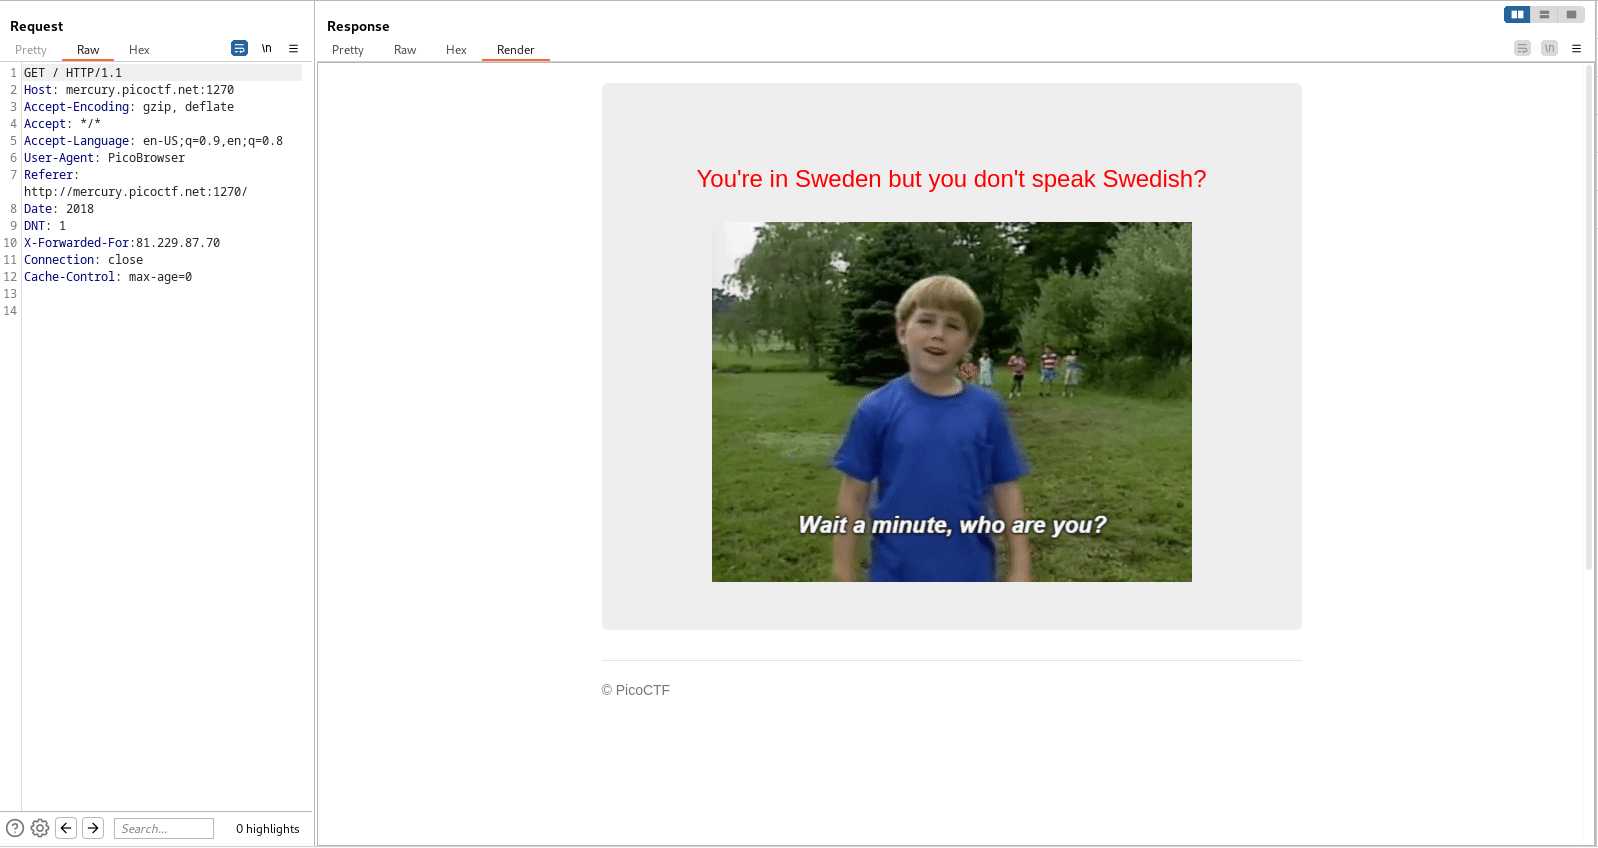 Request
Pretty Raw Hex \n
1 GET / HTTP/1.1
2 Host: mercury.picoctf.net:1270
3 Accept-Encoding: gzip, deflate
4 Accept: */*
5 Accept-Language: en-US;q=0.9,en;q=0.8
6 User-Agent: PicoBrowser
7 Referer:
http://mercury.picoctf.net:1270/
8 Date: 2018
9 DNT: 1
10 X-Forwarded-For:81.229.87.70
11 Connection: close
12 Cache-Control: max-age=0
13
14
? Search... 0 highlights
Response
Pretty Raw Hex Render \n
You're in Sweden but you don't speak Swedish?
Wait a minute, who are you?
© PicoCTF